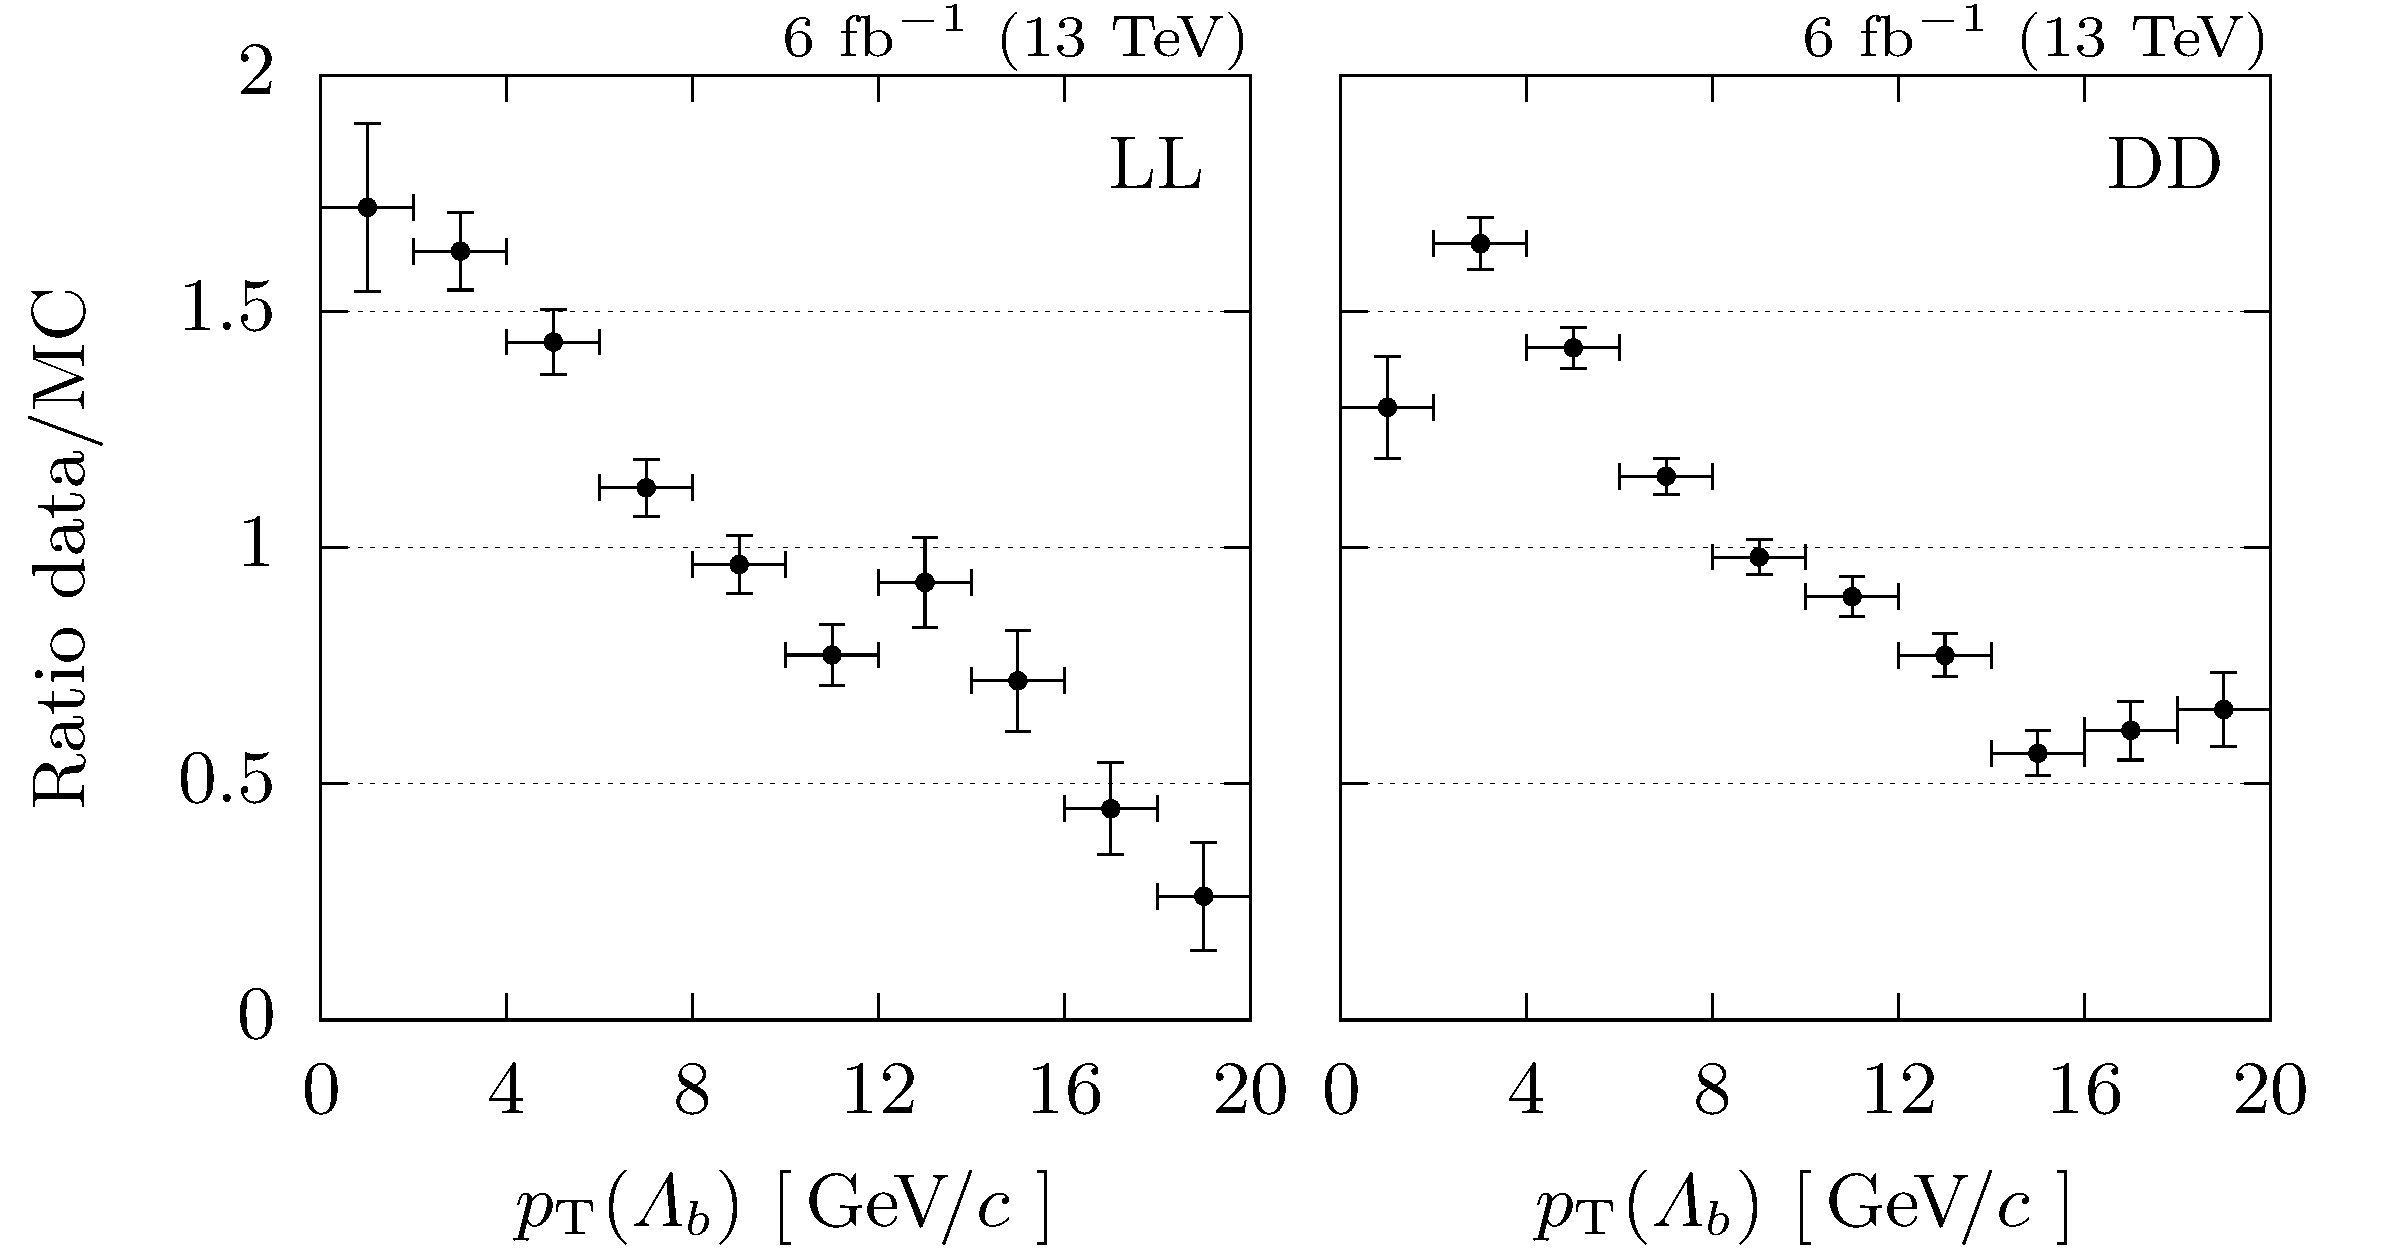 6 fb⁻¹ (13 TeV) 6 fb⁻¹ (13 TeV)
LL DD
Ratio data/MC
2
1.5
1
0.5
0
0 4 8 12 16 20 0 4 8 12 16 20
p_T(Λ_b) [GeV/c] p_T(Λ_b) [GeV/c]